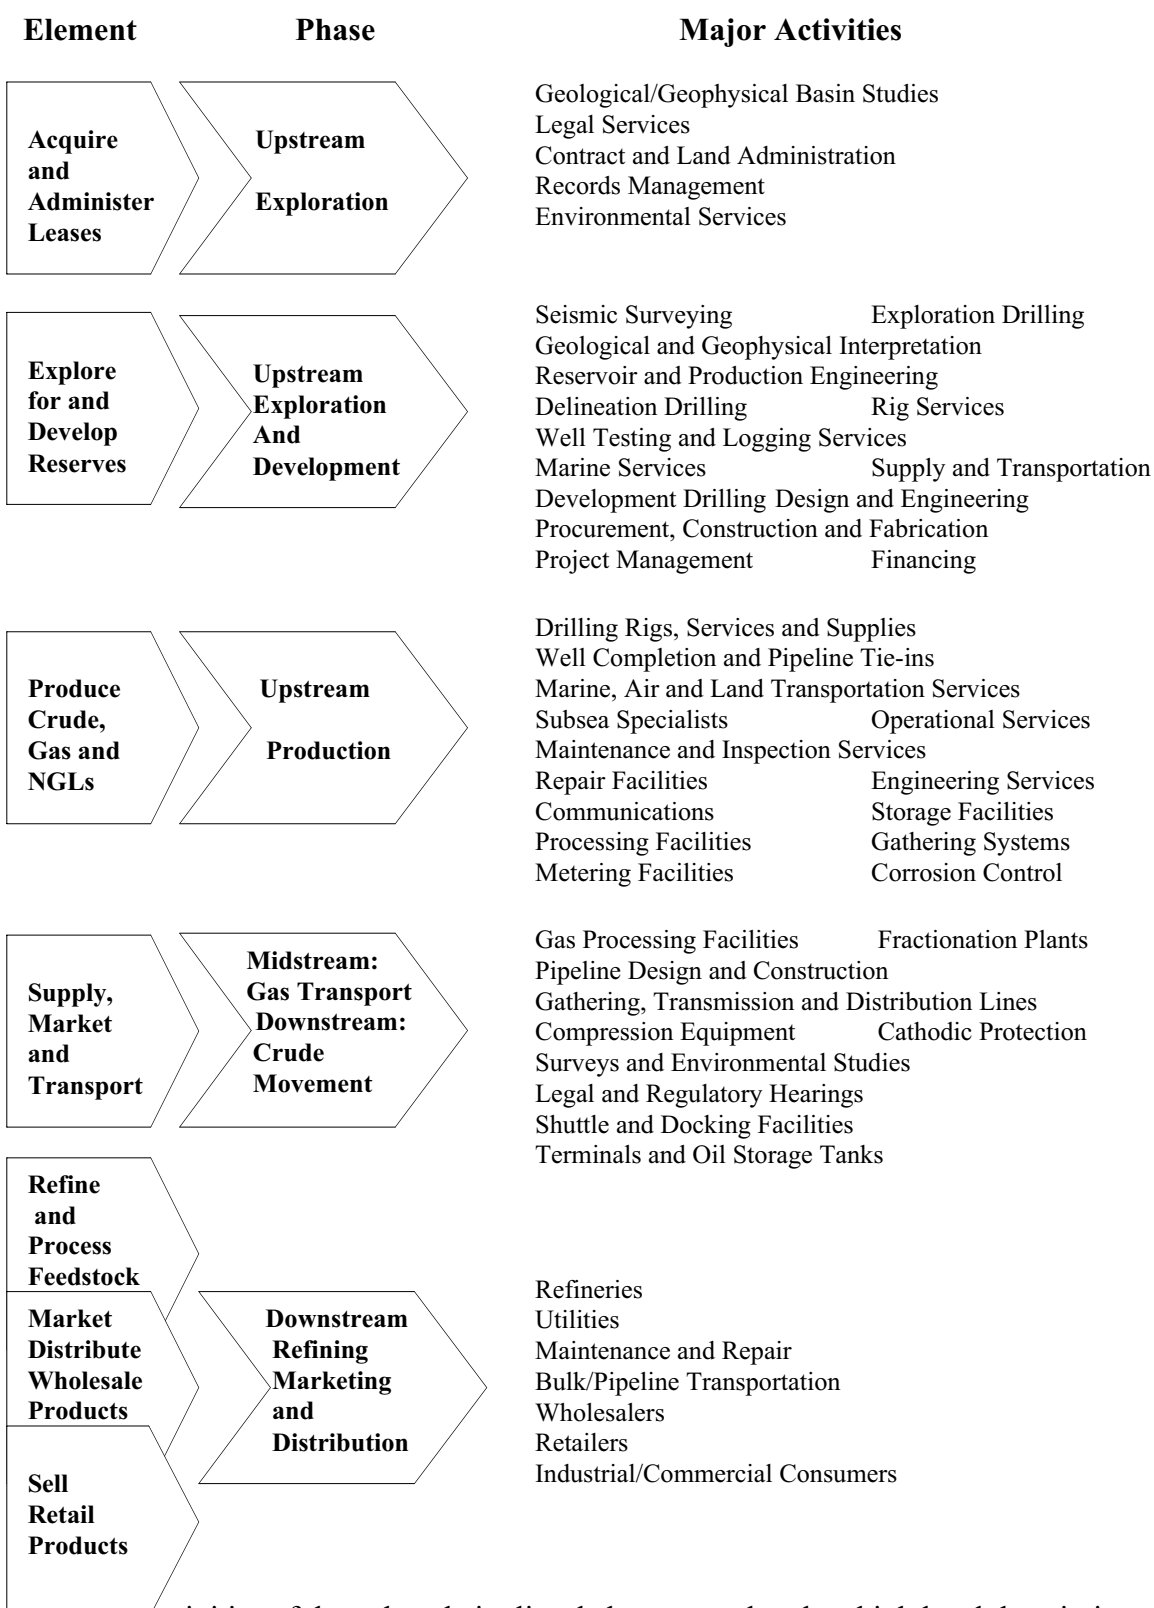 Element Phase Major Activities
Acquire
and
Administer
Leases
Upstream
Exploration
Geological/Geophysical Basin Studies
Legal Services
Contract and Land Administration
Records Management
Environmental Services
Explore
for and
Develop
Reserves
Upstream
Exploration
And
Development
Seismic Surveying Exploration Drilling
Geological and Geophysical Interpretation
Reservoir and Production Engineering
Delineation Drilling Rig Services
Well Testing and Logging Services
Marine Services Supply and Transportation
Development Drilling Design and Engineering
Procurement, Construction and Fabrication
Project Management Financing
Produce
Crude,
Gas and
NGLs
Upstream
Production
Drilling Rigs, Services and Supplies
Well Completion and Pipeline Tie-ins
Marine, Air and Land Transportation Services
Subsea Specialists Operational Services
Maintenance and Inspection Services
Repair Facilities Engineering Services
Communications Storage Facilities
Processing Facilities Gathering Systems
Metering Facilities Corrosion Control
Supply,
Market
and
Transport
Midstream:
Gas Transport
Downstream:
Crude
Movement
Gas Processing Facilities Fractionation Plants
Pipeline Design and Construction
Gathering, Transmission and Distribution Lines
Compression Equipment Cathodic Protection
Surveys and Environmental Studies
Legal and Regulatory Hearings
Shuttle and Docking Facilities
Terminals and Oil Storage Tanks
Refine
and
Process
Feedstock
Market
Distribute
Wholesale
Products
Sell
Retail
Products
Downstream
Refining
Marketing
and
Distribution
Refineries
Utilities
Maintenance and Repair
Bulk/Pipeline Transportation
Wholesalers
Retailers
Industrial/Commercial Consumers